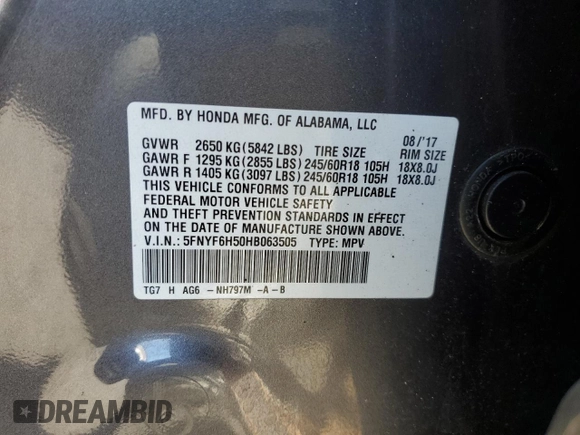 MFD. BY HONDA MFG. OF ALABAMA, LLC
08/'17
GVWR 2650 KG(5842 LBS) TIRE SIZE RIM SIZE
GAWR F 1295 KG(2855 LBS) 245/60R18 105H 18X8.0J
GAWR R 1405 KG(3097 LBS) 245/60R18 105H 18X8.0J
THIS VEHICLE CONFORMS TO ALL APPLICABLE
FEDERAL MOTOR VEHICLE SAFETY
AND THEFT PREVENTION STANDARDS IN EFFECT
ON THE DATE OF MANUFACTURE SHOWN ABOVE.
V.I.N.: 5FNYF6H50HB063505 TYPE: MPV
TG7 H AG6 -NH797M -A-B
DREAMBID